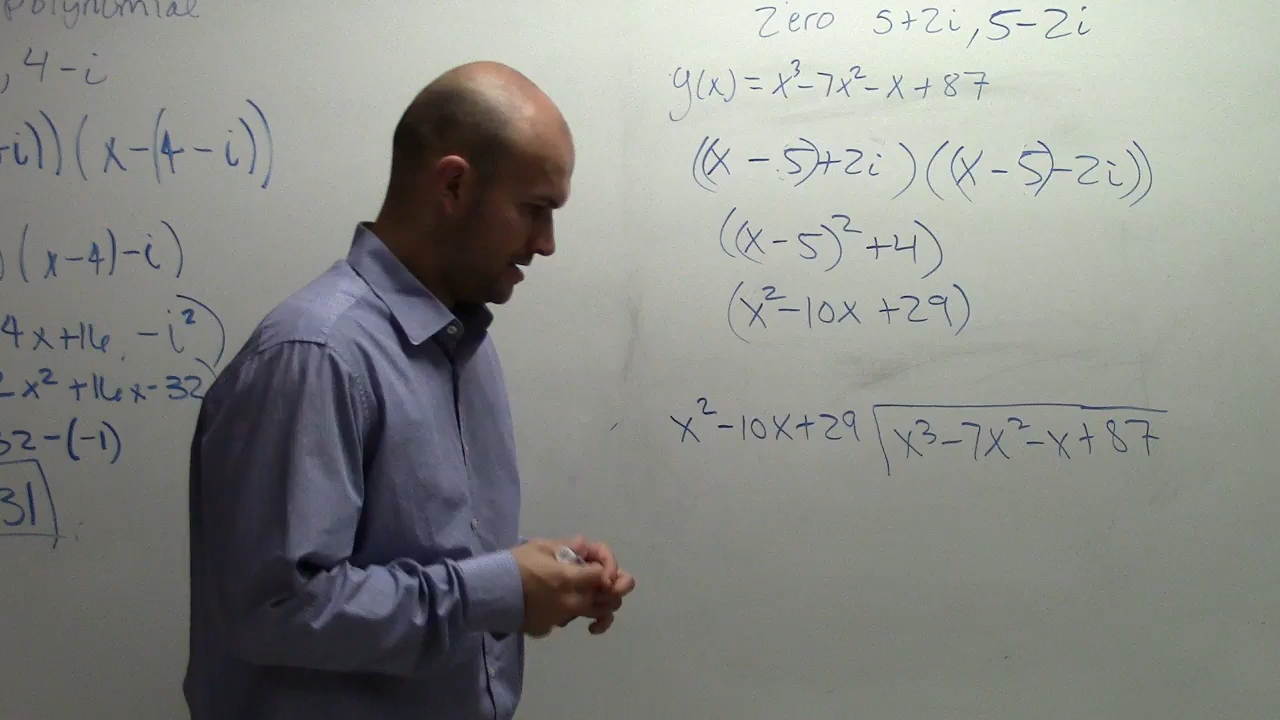 polynomial
, 4-i
+i))(x-(4-i))
)(x-4)-i)
4x+16 -i²)
2x²+16x-32)
32-(-1)
31
Zero 5+2i, 5-2i
g(x)=x³-7x²-x+87
((x-5)+2i)((x-5)-2i))
((x-5)²+4)
(x²-10x+29)
x²-10x+29 x³-7x²-x+87